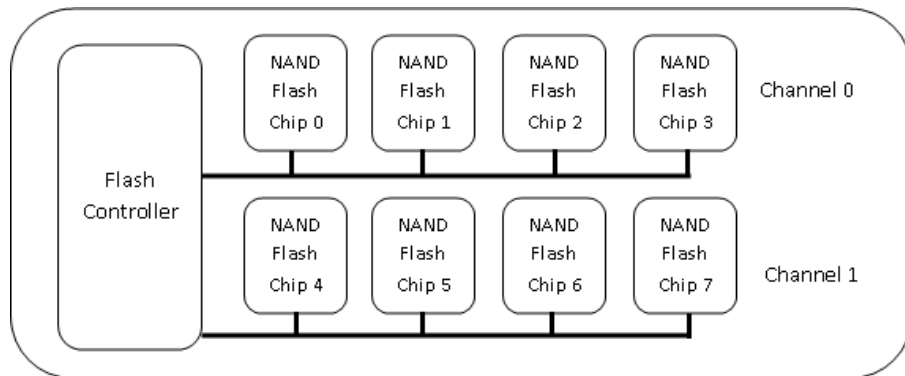 Flash
Controller
NAND
Flash
Chip 0
NAND
Flash
Chip 1
NAND
Flash
Chip 2
NAND
Flash
Chip 3
Channel 0
NAND
Flash
Chip 4
NAND
Flash
Chip 5
NAND
Flash
Chip 6
NAND
Flash
Chip 7
Channel 1